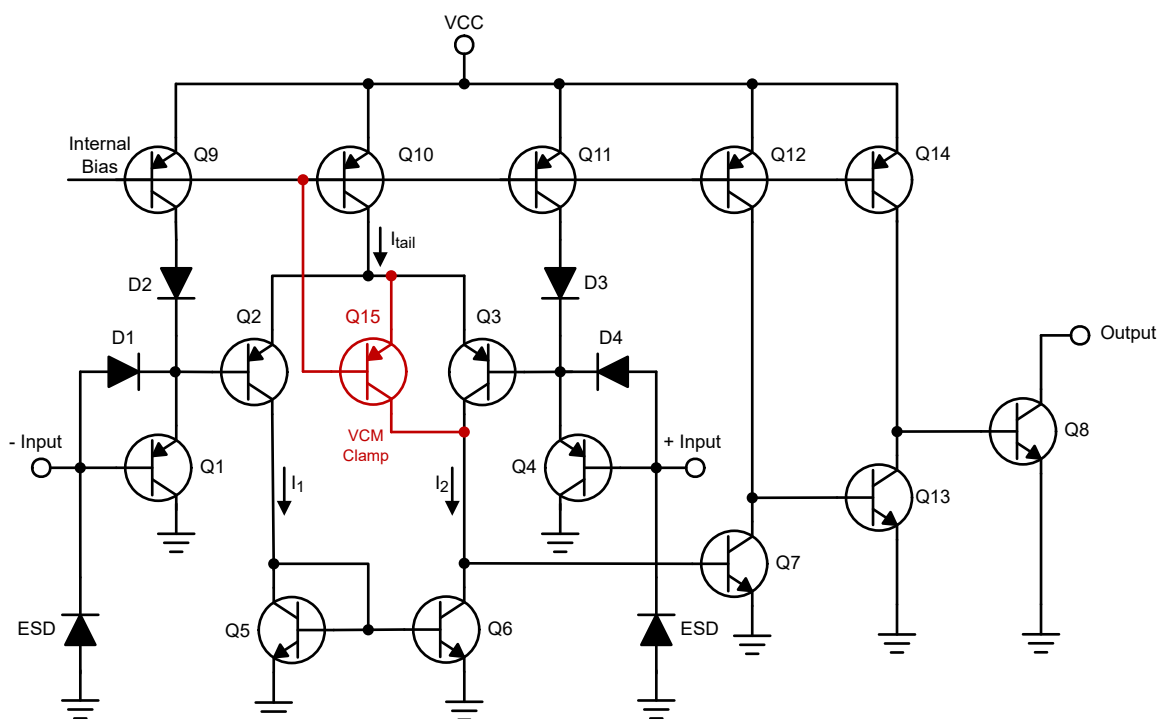 VCC
Internal
Bias
Q9
Q10
Q11
Q12
Q14
I tail
D2
D3
Q2
Q15
Q3
D1
D4
Output
VCM
Clamp
- Input
Q1
Q4
+ Input
Q8
I1
I2
Q13
Q7
ESD
Q5
Q6
ESD